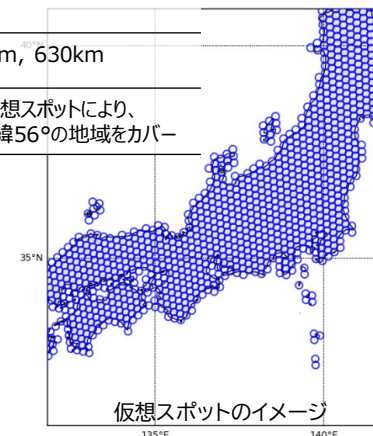 40°N
m, 630km
想スポットにより、
緯56°の地域をカバー
35°N
仮想スポットのイメージ
135°E
140°E